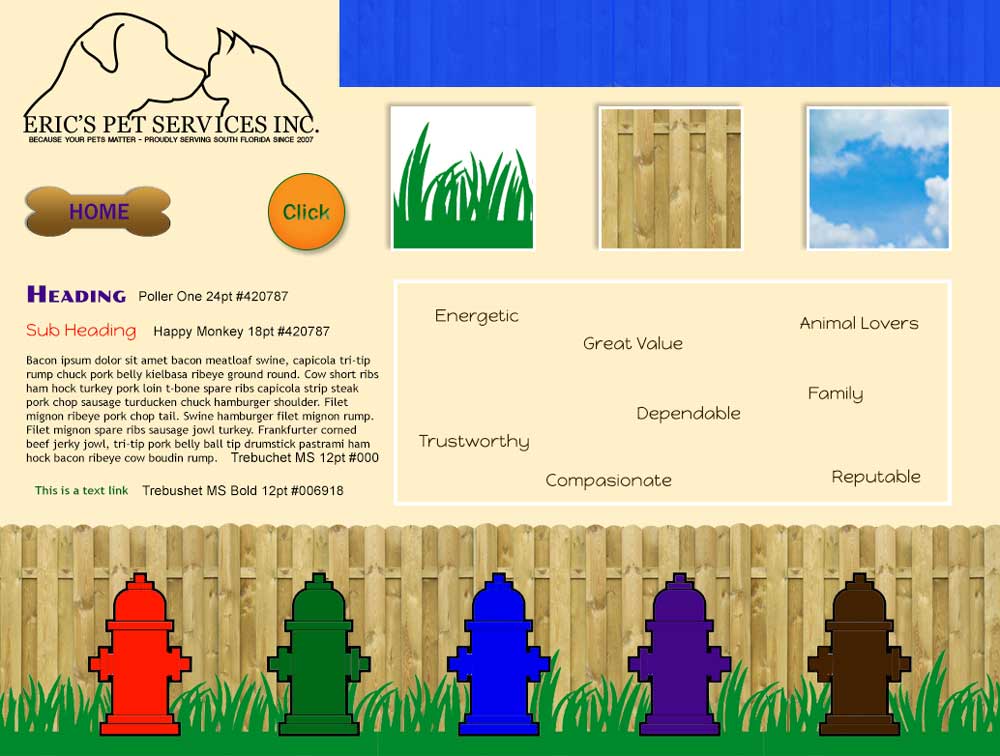 ERIC'S PET SERVICES INC.
BECAUSE YOUR PETS MATTER - PROUDLY SERVING SOUTH FLORIDA SINCE 2007
HOME
Click
Heading
Poller One 24pt #420787
Sub Heading
Happy Monkey 18pt #420787
Bacon ipsum dolor sit amet bacon meatloaf swine, capicola tri-tip
rump chuck pork belly kielbasa ribeye ground round. Cow short ribs
ham hock turkey pork loin t-bone spare ribs capicola strip steak
pork chop sausage turducken chuck hamburger shoulder. Filet
mignon ribeye pork chop tail. Swine hamburger filet mignon rump.
Filet mignon spare ribs sausage jowl turkey. Frankfurter corned
beef jerky jowl, tri-tip pork belly ball tip drumstick pastrami ham
hock bacon ribeye cow boudin rump.
Trebuchet MS 12pt #000
This is a text link
Trebushet MS Bold 12pt #006918
Energetic
Great Value
Animal Lovers
Family
Dependable
Trustworthy
Compasionate
Reputable